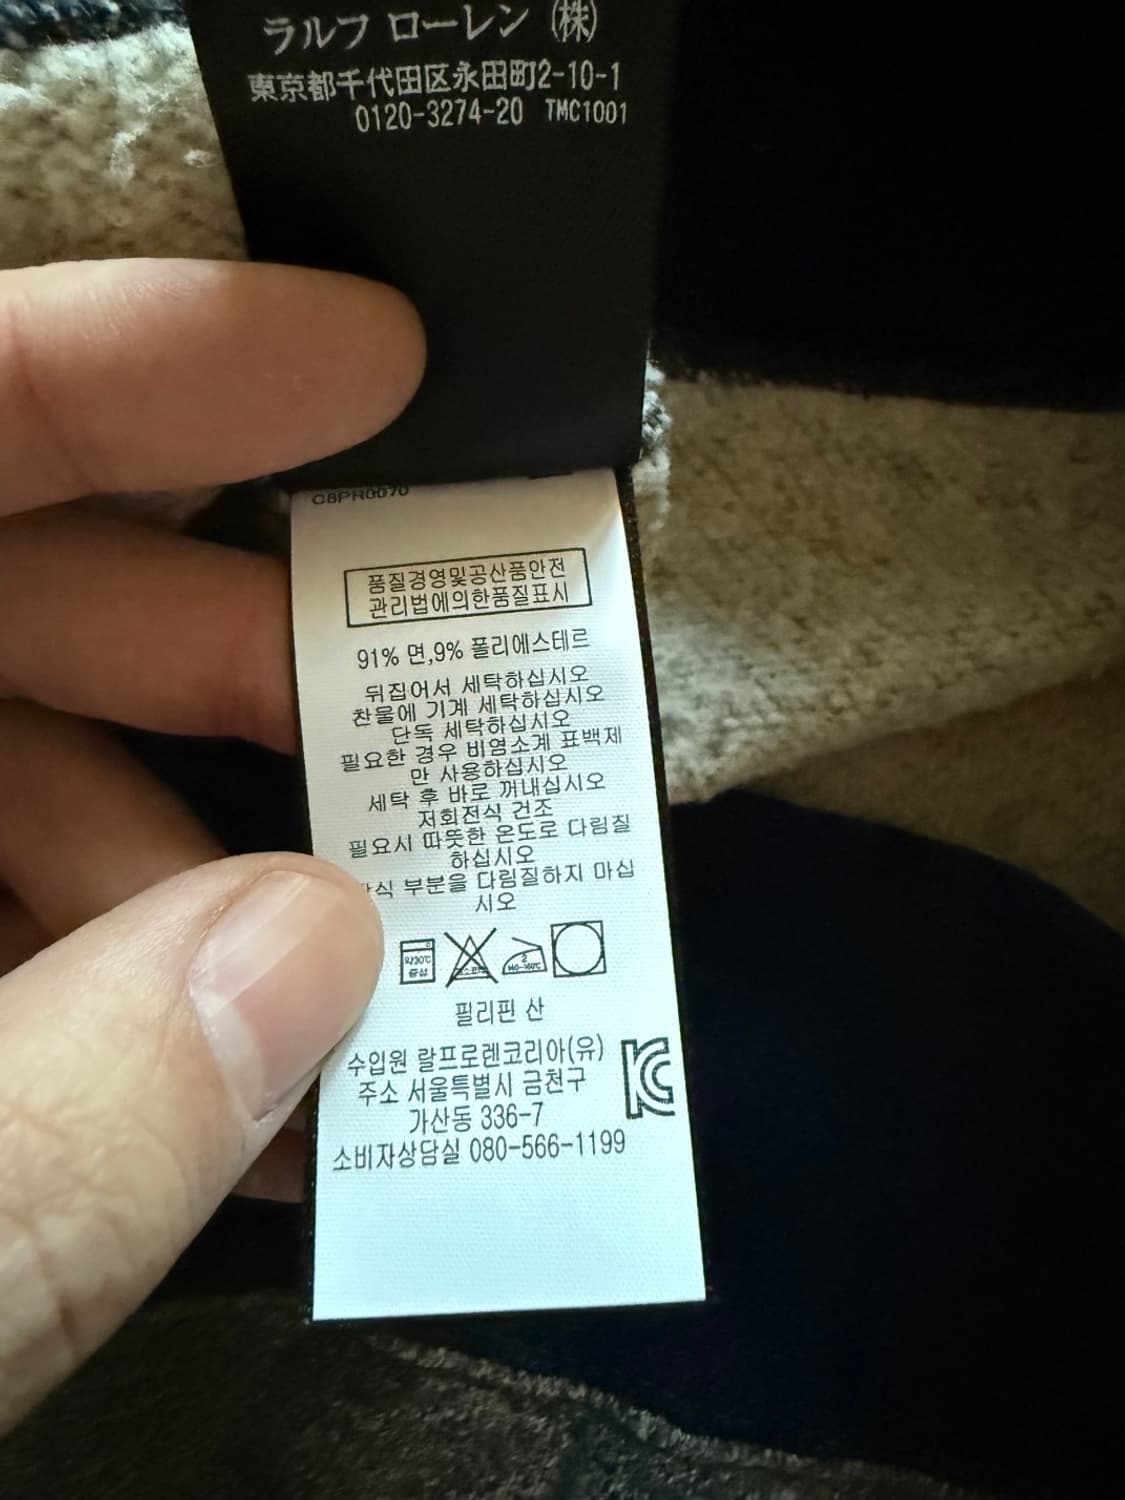 ラルフ ローレン (株)
東京都千代田区永田町2-10-1
0120-3274-20 TMC1001
C8PR0070
품질경영및공산품안전
관리법에의한품질표시
91% 면,9% 폴리에스테르
뒤집어서 세탁하십시오
찬물에 기계 세탁하십시오
단독 세탁하십시오
필요한 경우 비염소계 표백제
만 사용하십시오
세탁 후 바로 꺼내십시오
저회전식 건조
필요시 따뜻한 온도로 다림질
하십시오
부분을 다림질하지 마십
시오
약30℃
중성
2
140~160℃
필리핀 산
수입원 랄프로렌코리아(유)
주소 서울특별시 금천구
가산동 336-7
소비자상담실 080-566-1199